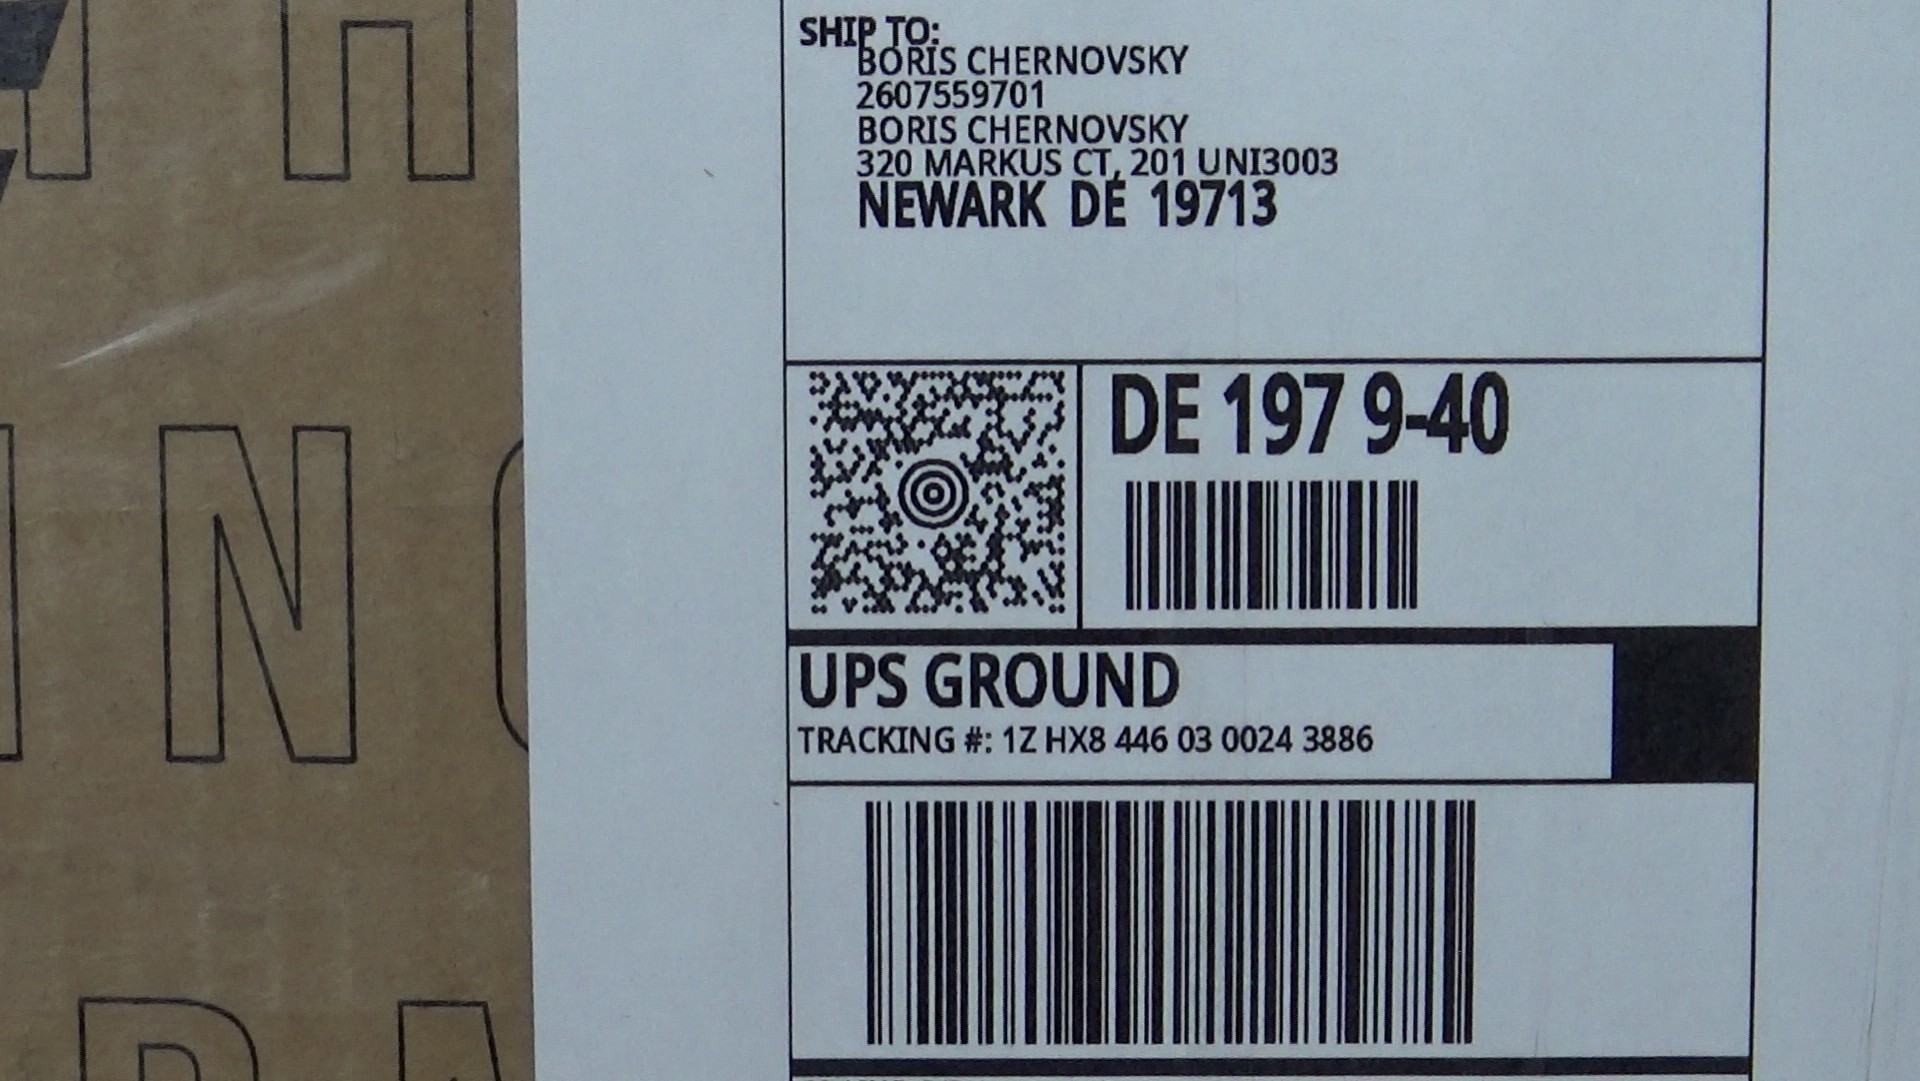 SHIP TO:
BORIS CHERNOVSKY
2607559701
BORIS CHERNOVSKY
320 MARKUS CT, 201 UNI3003
NEWARK DE 19713
DE 197 9-40
UPS GROUND
TRACKING #: 1Z HX8 446 03 0024 3886
H
N